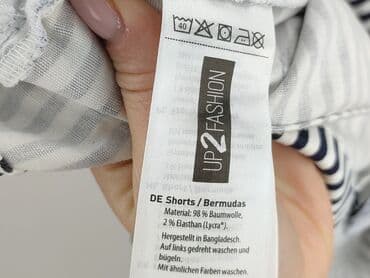 40
UP2FASHION
DE Shorts / Bermudas
Material: 98 % Baumwolle,
2 % Elasthan (Lycra®).
Hergestellt in Bangladesch.
Auf links gedreht waschen und
bügeln.
Mit ähnlichen Farben waschen.